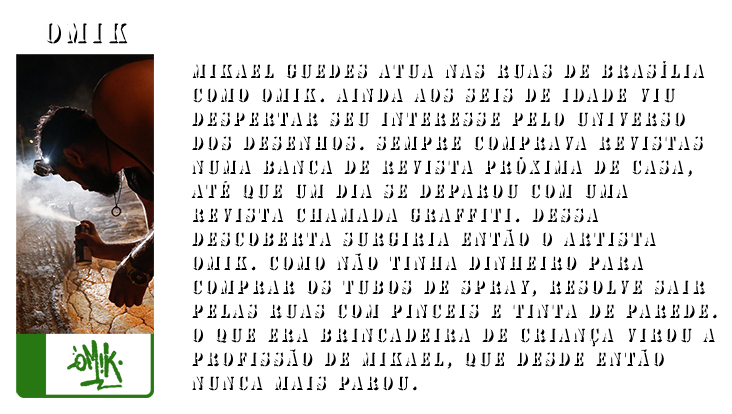 OMIK
MIKAEL GUEDES ATUA NAS RUAS DE BRASÍLIA
COMO OMIK. AINDA AOS SEIS DE IDADE VIU
DESPERTAR SEU INTERESSE PELO UNIVERSO
DOS DESENHOS. SEMPRE COMPRAVA REVISTAS
NUMA BANCA DE REVISTA PRÓXIMA DE CASA,
ATÉ QUE UM DIA SE DEPAROU COM UMA
REVISTA CHAMADA GRAFFITI. DESSA
DESCOBERTA SURGIRIA ENTÃO O ARTISTA
OMIK. COMO NÃO TINHA DINHEIRO PARA
COMPRAR OS TUBOS DE SPRAY, RESOLVE SAIR
PELAS RUAS COM PINCEIS E TINTA DE PAREDE.
O QUE ERA BRINCADEIRA DE CRIANÇA VIROU A
PROFISSÃO DE MIKAEL, QUE DESDE ENTÃO
NUNCA MAIS PAROU.
OMIK